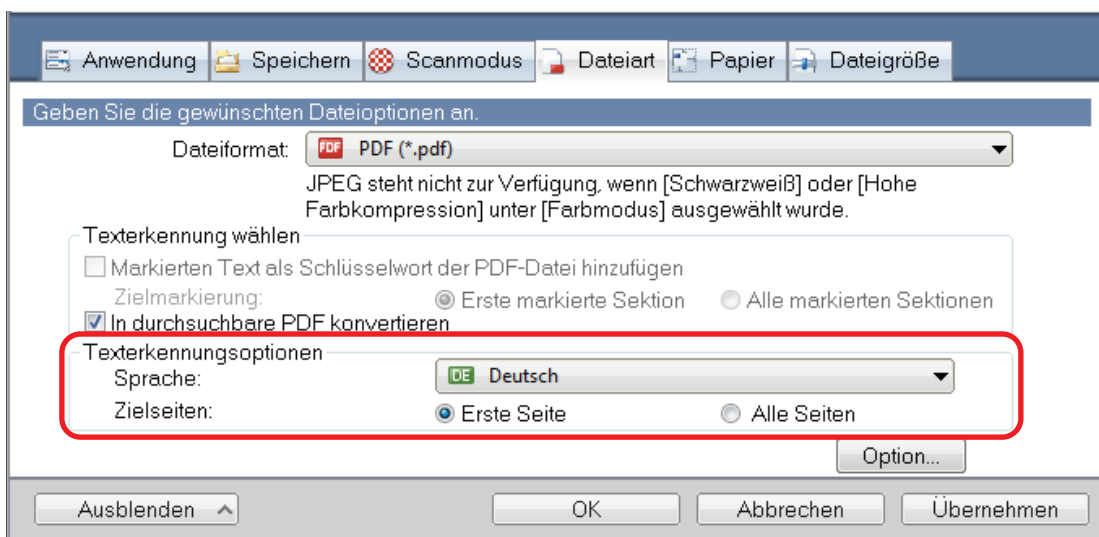 Anwendung Speichern Scanmodus Dateiart Papier Dateigröße
Geben Sie die gewünschten Dateioptionen an.
Dateiformat: PDF PDF (*.pdf)
JPEG steht nicht zur Verfügung, wenn [Schwarzweiß] oder [Hohe
Farbkompression] unter [Farbmodus] ausgewählt wurde.
Texterkennung wählen
Markierten Text als Schlüsselwort der PDF-Datei hinzufügen
Zielmarkierung: Erste markierte Sektion Alle markierten Sektionen
In durchsuchbare PDF konvertieren
Texterkennungsoptionen
Sprache: DE Deutsch
Zielseiten: Erste Seite Alle Seiten
Option...
Ausblenden OK Abbrechen Übernehmen